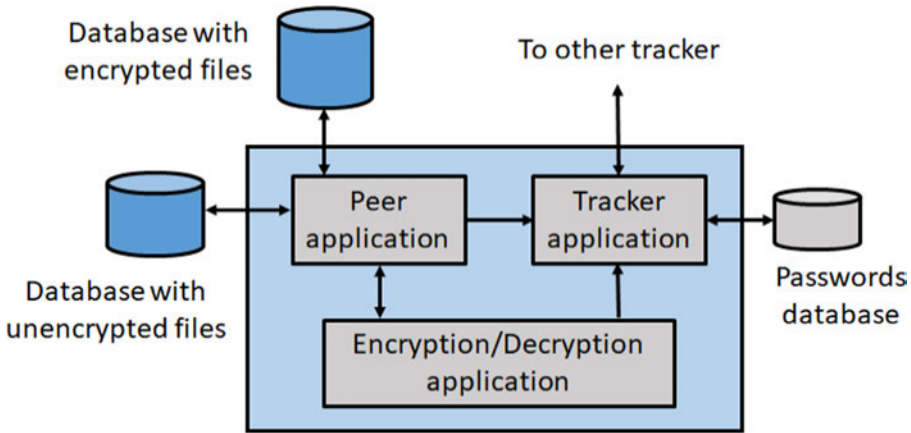 Database with
encrypted files
To other tracker
Peer
application
Tracker
application
Database with
unencrypted files
Passwords
database
Encryption/Decryption
application